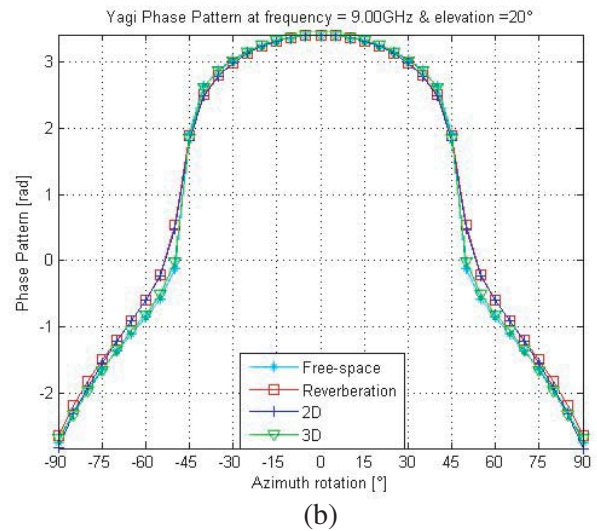 Yagi Phase Pattern at frequency = 9.00GHz & elevation =20°
Phase Pattern [rad]
3
2
1
0
-1
-2
Free-space
Reverberation
2D
3D
-90 -75 -60 -45 -30 -15 0 15 30 45 60 75 90
Azimuth rotation [°]
(b)